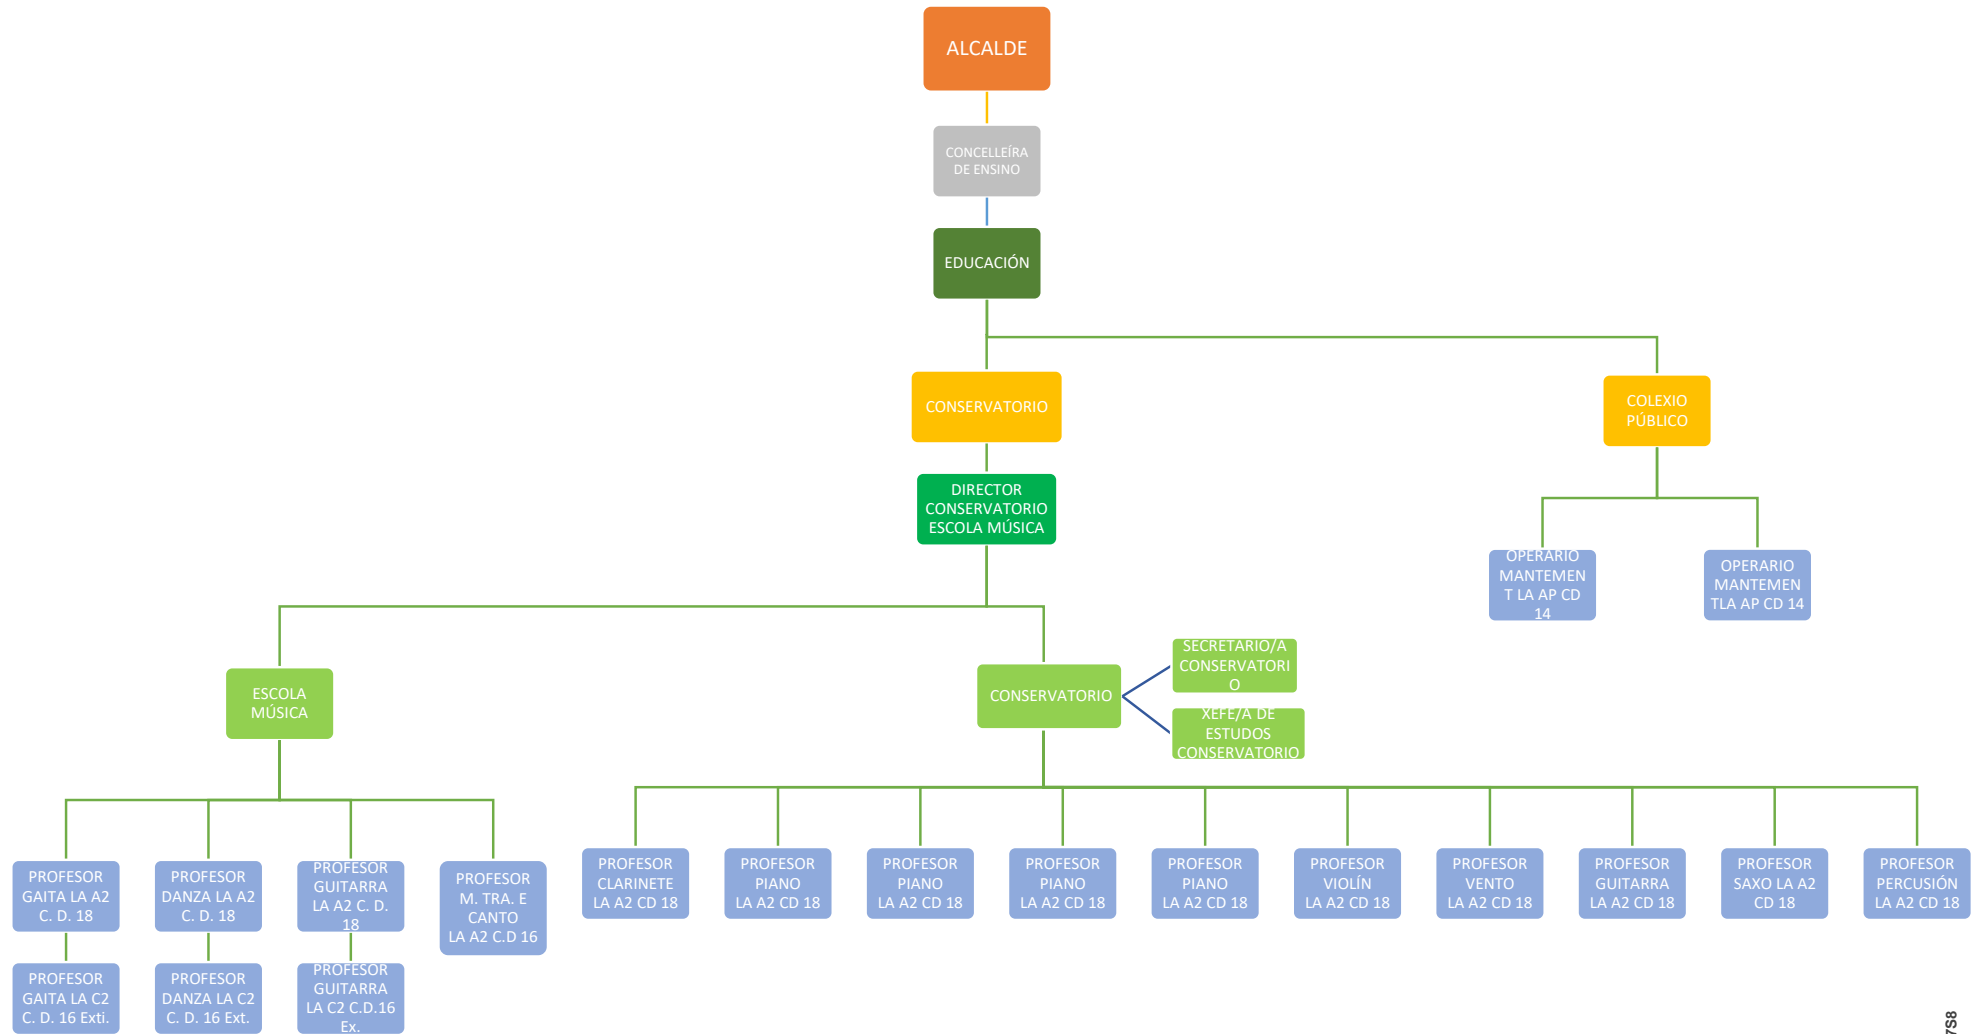 ALCALDE
CONCELLEÍRA
DE ENSINO
EDUCACIÓN
CONSERVATORIO
COLEXIO
PÚBLICO
DIRECTOR
CONSERVATORIO
ESCOLA MÚSICA
OPERARIO
MANTEMEN
T LA AP CD
14
OPERARIO
MANTEMEN
TLA AP CD 14
ESCOLA
MÚSICA
CONSERVATORIO
SECRETARIO/A
CONSERVATORI
O
XEFE/A DE
ESTUDOS
CONSERVATORIO
PROFESOR
GAITA LA A2
C. D. 18
PROFESOR
DANZA LA A2
C. D. 18
PROFESOR
GUITARRA
LA A2 C. D.
18
PROFESOR
M. TRA. E
CANTO
LA A2 C.D 16
PROFESOR
CLARINETE
LA A2 CD 18
PROFESOR
PIANO
LA A2 CD 18
PROFESOR
PIANO
LA A2 CD 18
PROFESOR
PIANO
LA A2 CD 18
PROFESOR
PIANO
LA A2 CD 18
PROFESOR
VIOLÍN
LA A2 CD 18
PROFESOR
VENTO
LA A2 CD 18
PROFESOR
GUITARRA
LA A2 CD 18
PROFESOR
SAXO LA A2
CD 18
PROFESOR
PERCUSIÓN
LA A2 CD 18
PROFESOR
GAITA LA C2
C. D. 16 Exti.
PROFESOR
DANZA LA C2
C. D. 16 Ext.
PROFESOR
GUITARRA
LA C2 C.D.16
Ex.
7S8